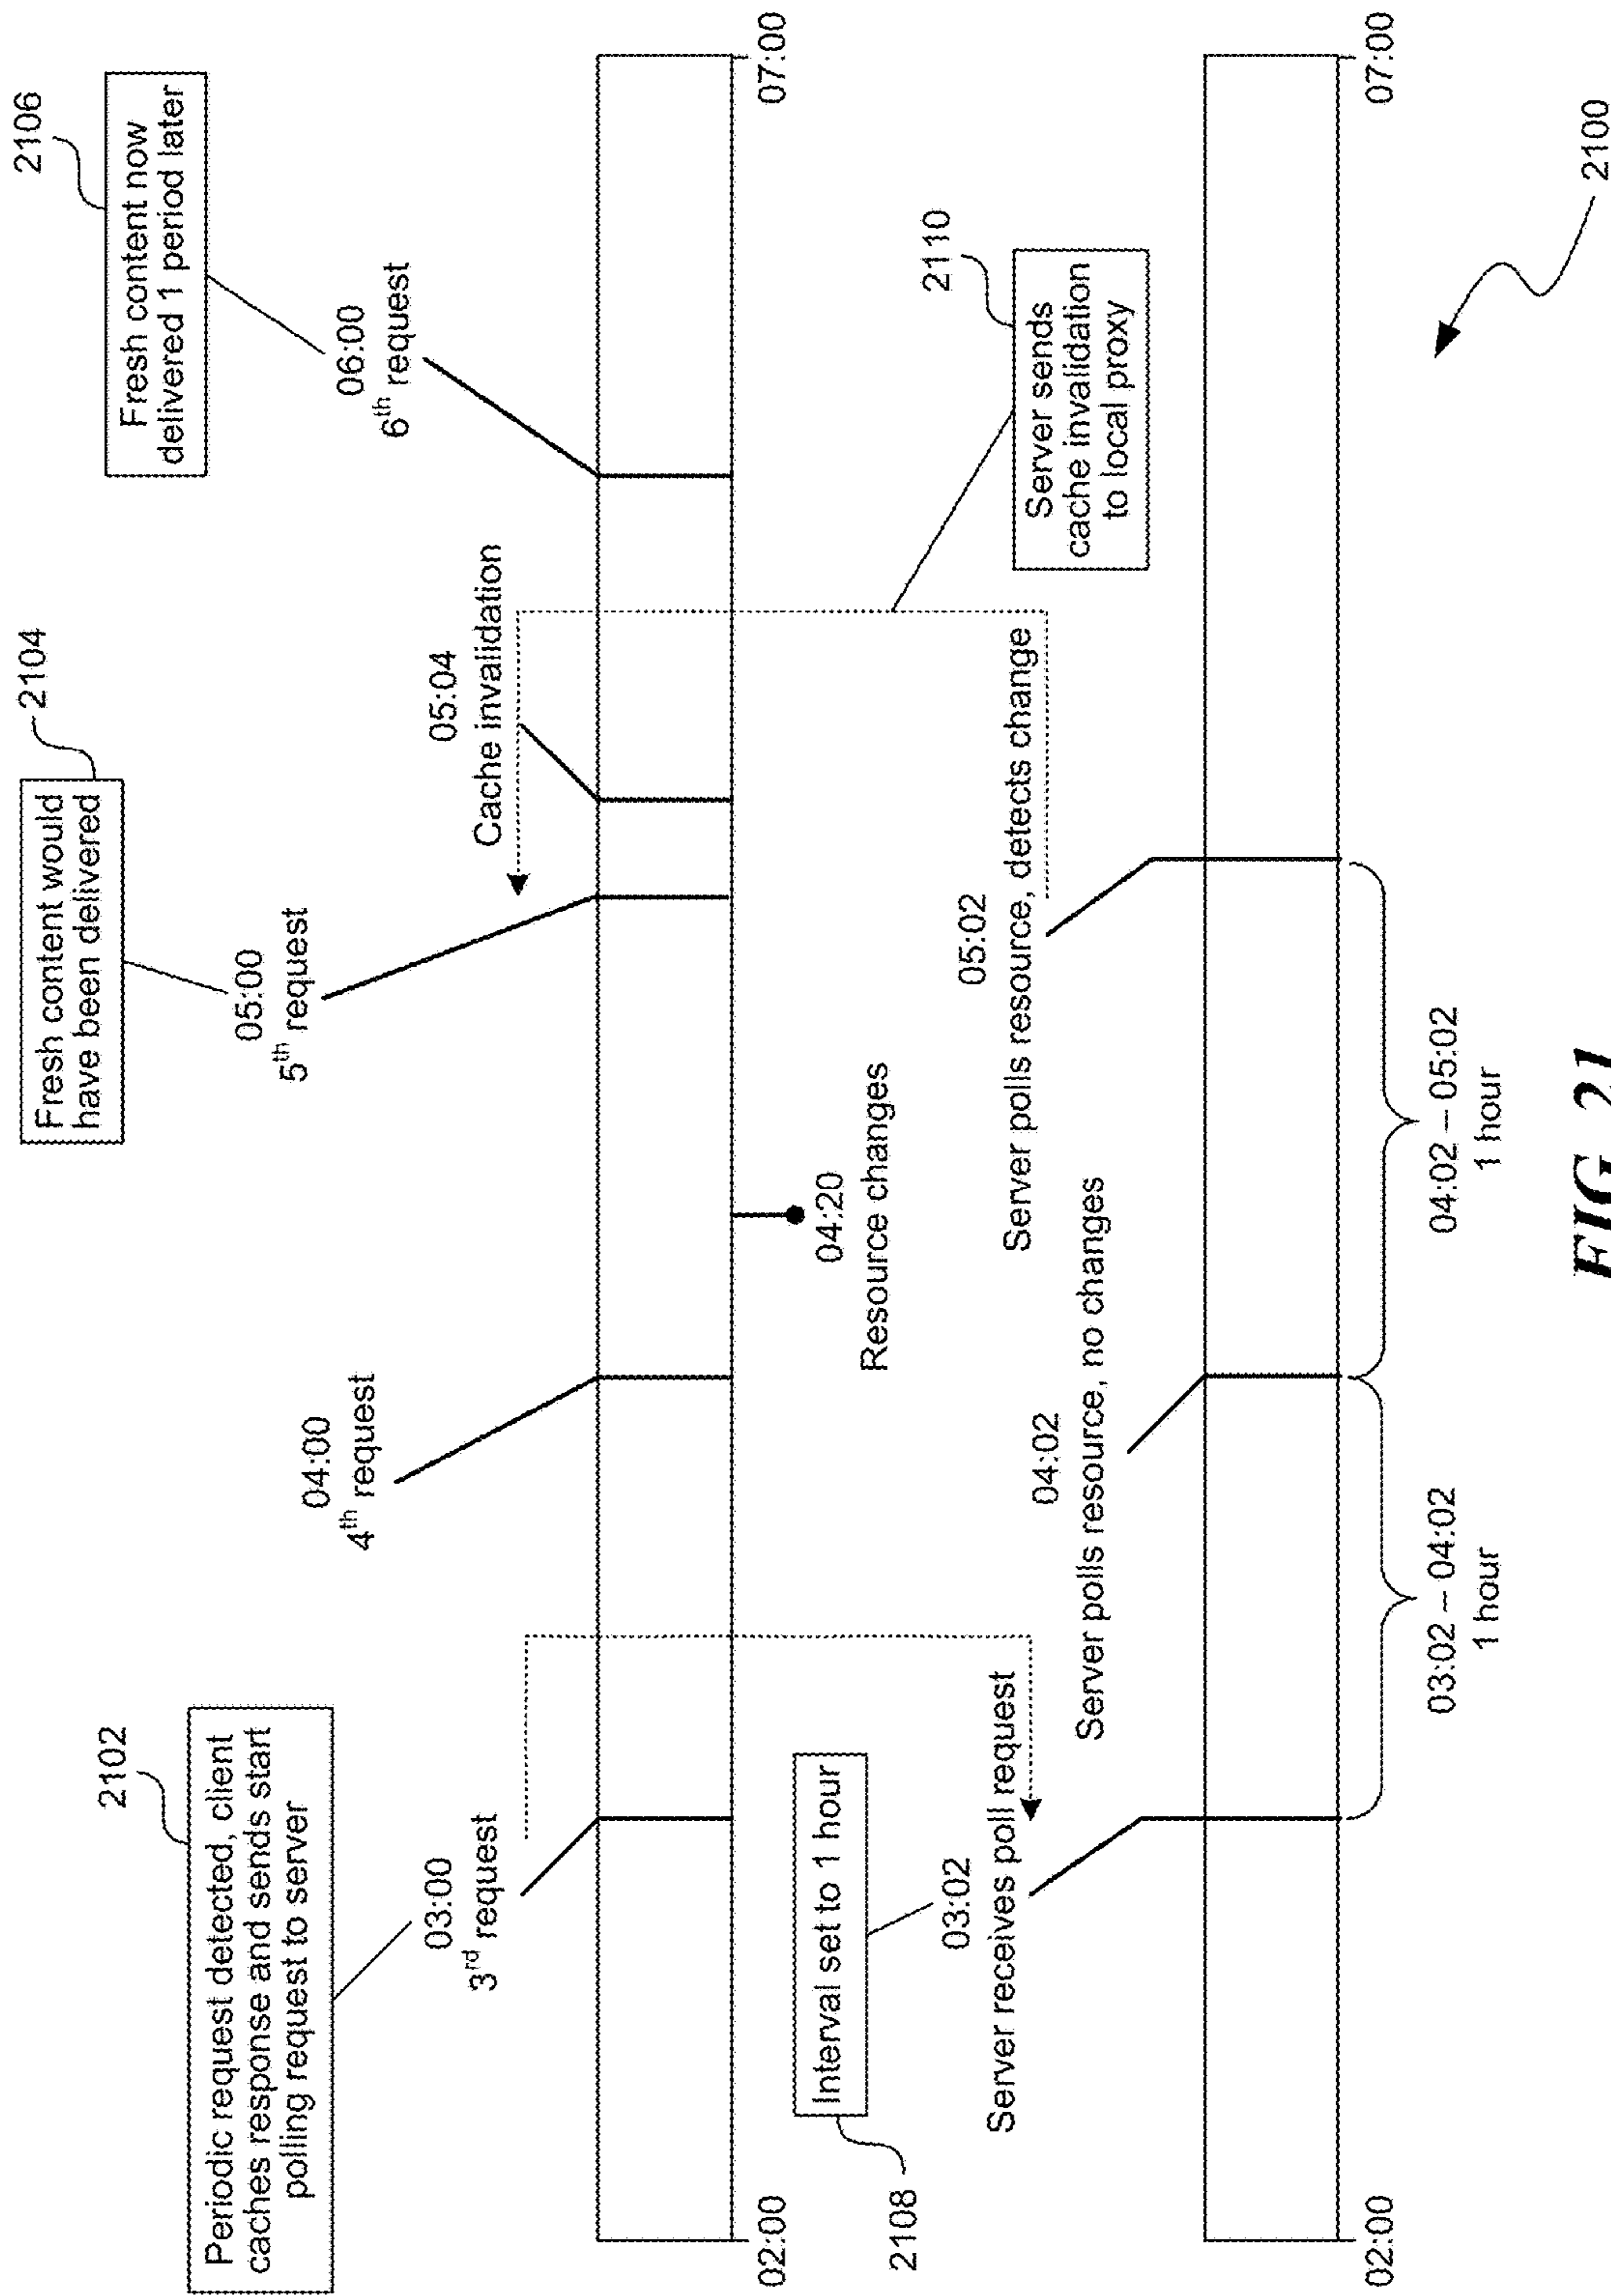 2102
Periodic request detected, client
caches response and sends start
polling request to server
2104
Fresh content would
have been delivered
2106
Fresh content now
delivered 1 period later
03:00
3rd request
04:00
4th request
05:00
5th request
05:04
Cache invalidation
06:00
6th request
02:00
07:00
04:20
Resource changes
2108
Interval set to 1 hour
03:02
Server receives poll request
04:02
Server polls resource, no changes
05:02
Server polls resource, detects change
2110
Server sends
cache invalidation
to local proxy
02:00
07:00
03:02 – 04:02
1 hour
04:02 – 05:02
1 hour
2100
FIG. 21